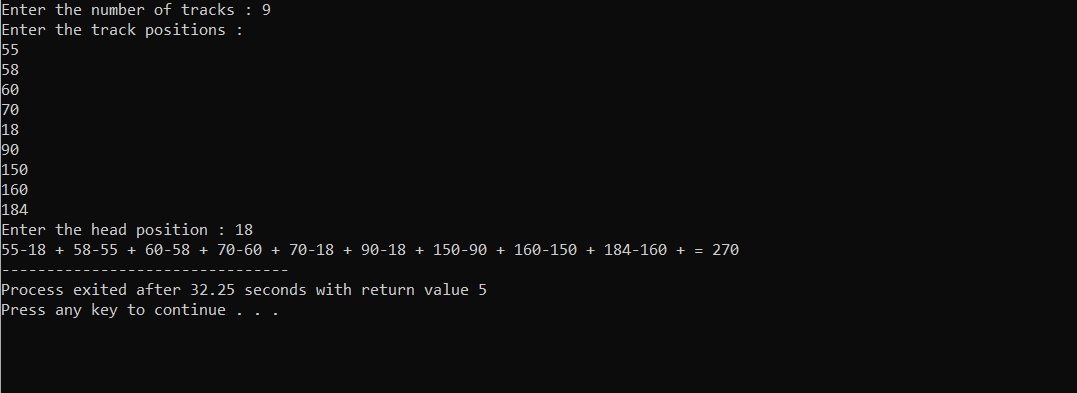 Enter the number of tracks : 9
Enter the track positions :
55
58
60
70
18
90
150
160
184
Enter the head position : 18
55-18 + 58-55 + 60-58 + 70-60 + 70-18 + 90-18 + 150-90 + 160-150 + 184-160 + = 270
--------------------------------
Process exited after 32.25 seconds with return value 5
Press any key to continue . . .